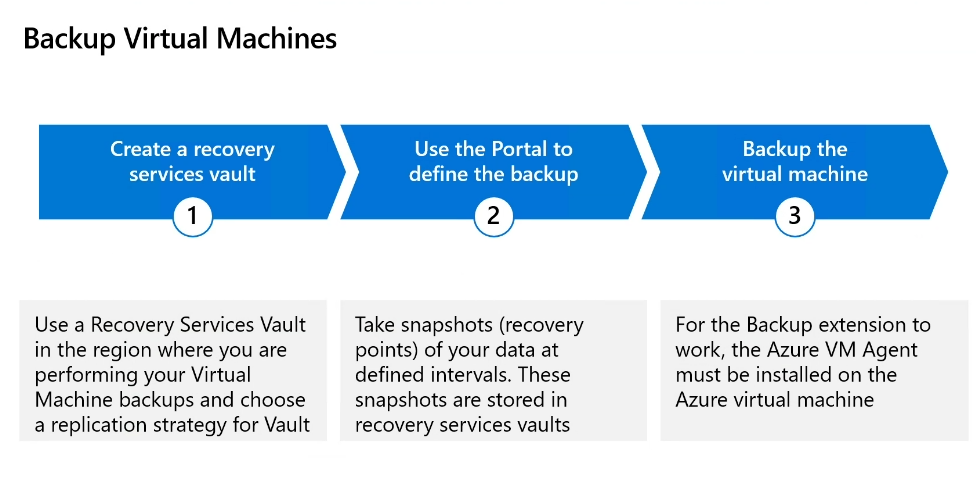 Backup Virtual Machines
Create a recovery
services vault
1
Use the Portal to
define the backup
2
Backup the
virtual machine
3
Use a Recovery Services Vault
in the region where you are
performing your Virtual
Machine backups and choose
a replication strategy for Vault
Take snapshots (recovery
points) of your data at
defined intervals. These
snapshots are stored in
recovery services vaults
For the Backup extension to
work, the Azure VM Agent
must be installed on the
Azure virtual machine